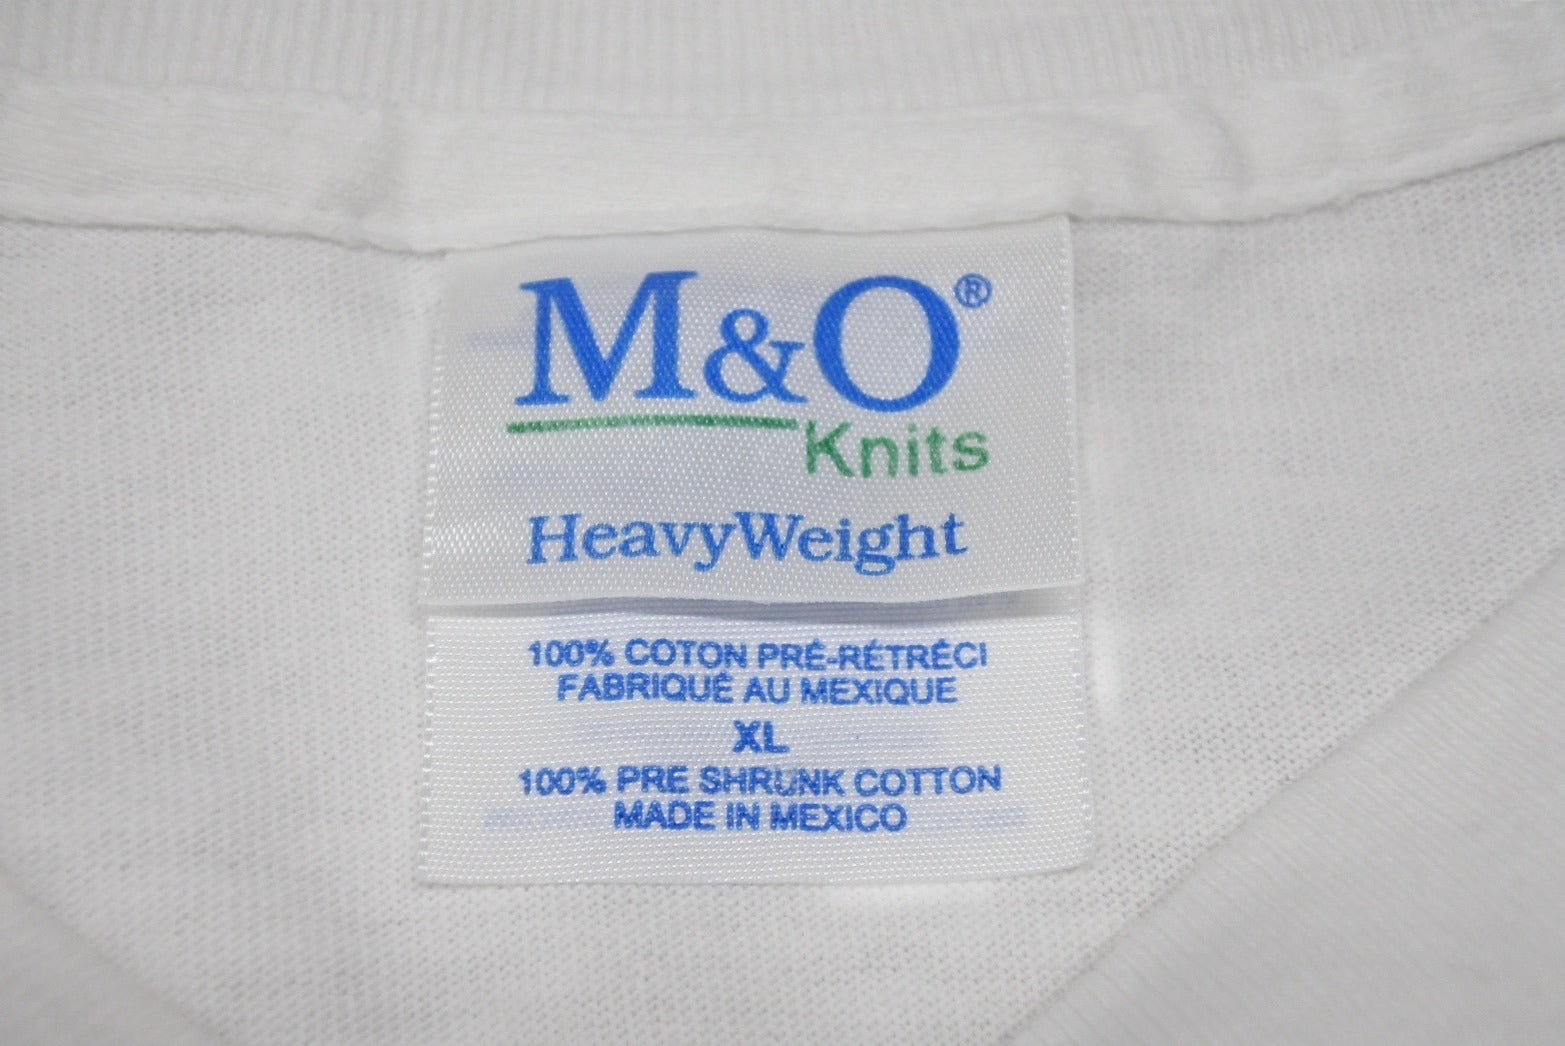 M&O®
Knits
HeavyWeight
100% COTON PRÉ-RÉTRÉCI
FABRIQUÉ AU MEXIQUE
XL
100% PRE SHRUNK COTTON
MADE IN MEXICO